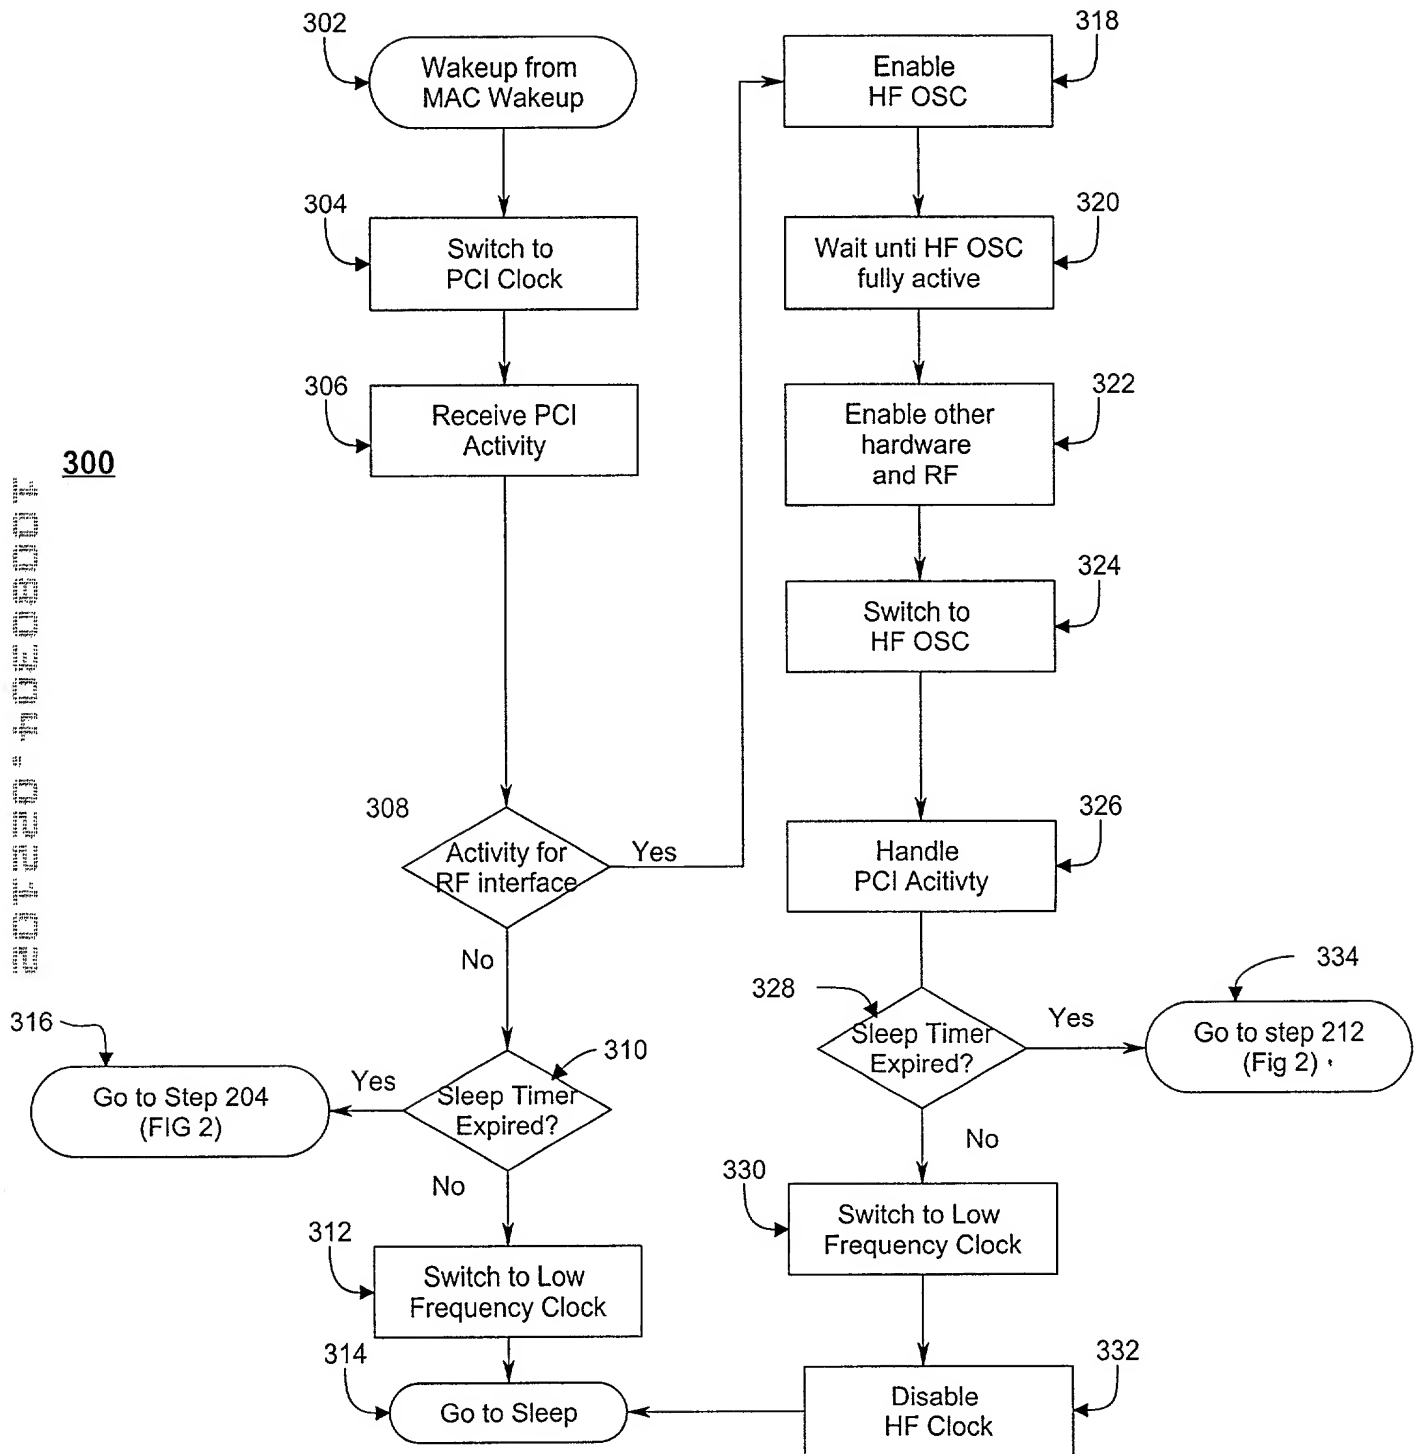 302
Wakeup from
MAC Wakeup
304
Switch to
PCI Clock
306
Receive PCI
Activity
300
308
Activity for
RF interface
Yes
No
310
Sleep Timer
Expired?
Yes
316
Go to Step 204
(FIG 2)
No
312
Switch to Low
Frequency Clock
314
Go to Sleep
318
Enable
HF OSC
320
Wait unti HF OSC
fully active
322
Enable other
hardware
and RF
324
Switch to
HF OSC
326
Handle
PCI Acitivty
328
Sleep Timer
Expired?
Yes
334
Go to step 212
(Fig 2)
No
330
Switch to Low
Frequency Clock
332
Disable
HF Clock
10080304.022102